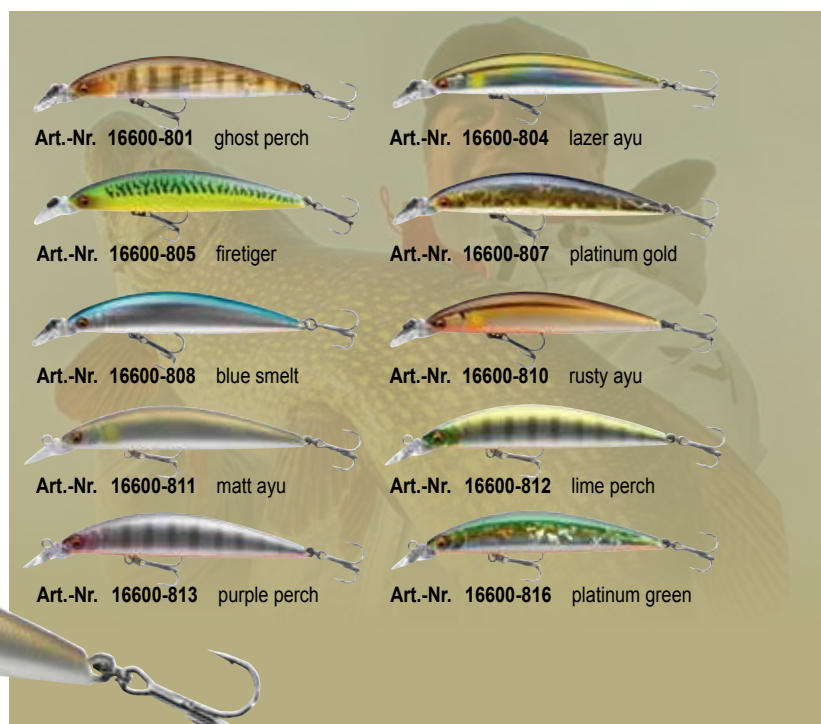 Art.-Nr. 16600-801 ghost perch
Art.-Nr. 16600-804 lazer ayu
Art.-Nr. 16600-805 firetiger
Art.-Nr. 16600-807 platinum gold
Art.-Nr. 16600-808 blue smelt
Art.-Nr. 16600-810 rusty ayu
Art.-Nr. 16600-811 matt ayu
Art.-Nr. 16600-812 lime perch
Art.-Nr. 16600-813 purple perch
Art.-Nr. 16600-816 platinum green